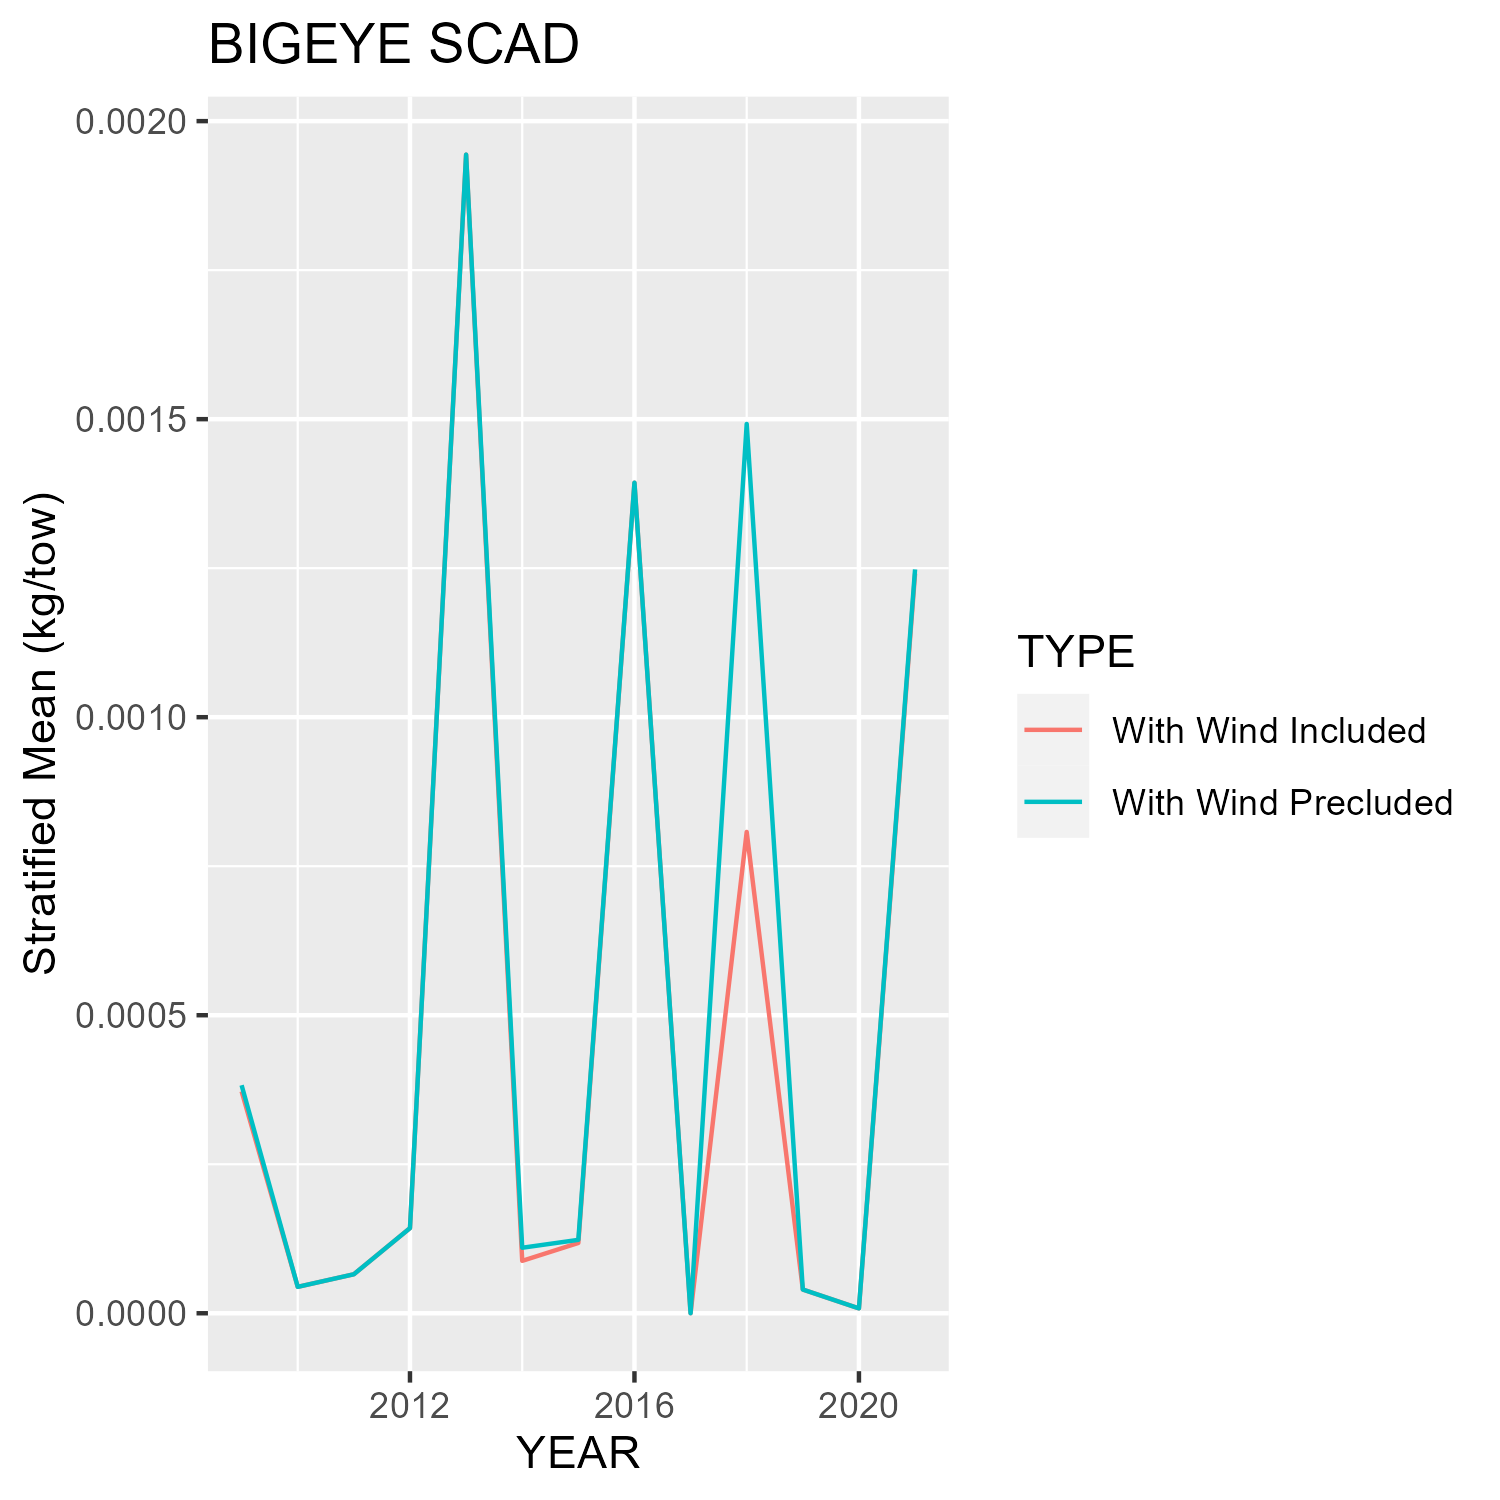 BIGEYE SCAD
0.0020
0.0015
0.0010
0.0005
0.0000
Stratified Mean (kg/tow)
2012 2016 2020
YEAR
TYPE
With Wind Included
With Wind Precluded